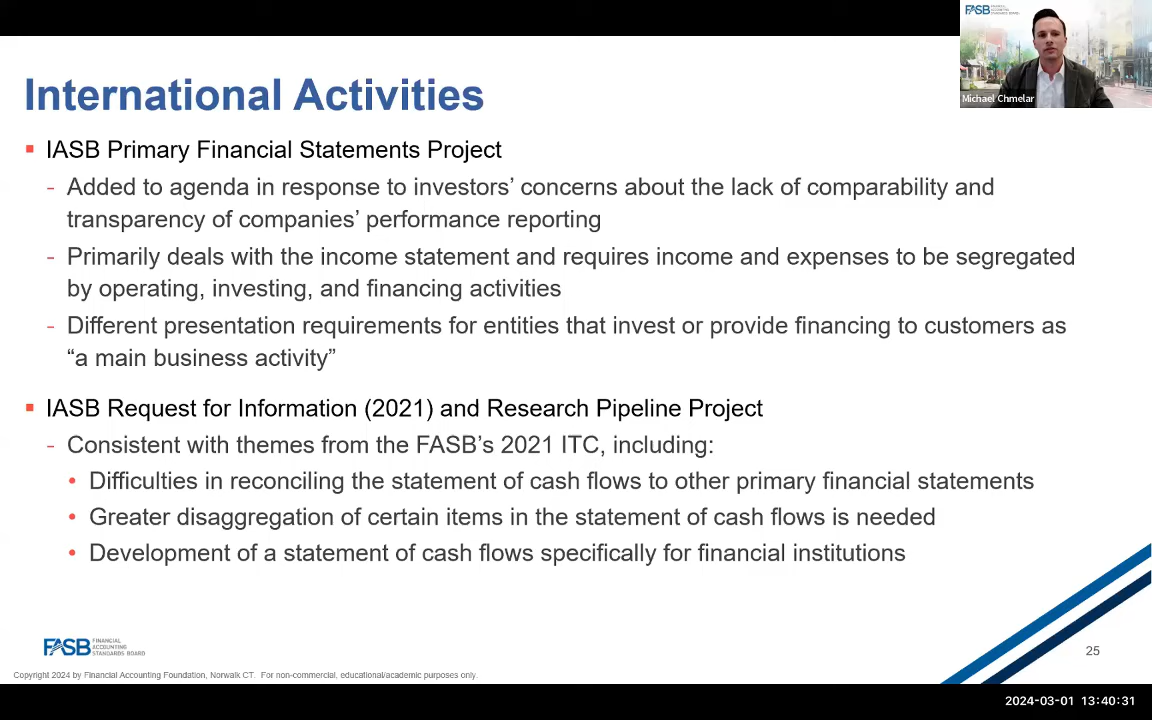 FASB FINANCIAL
ACCOUNTING
STANDARDS BOARD
Michael Chmelar
International Activities
▪ IASB Primary Financial Statements Project
- Added to agenda in response to investors’ concerns about the lack of comparability and
transparency of companies’ performance reporting
- Primarily deals with the income statement and requires income and expenses to be segregated
by operating, investing, and financing activities
- Different presentation requirements for entities that invest or provide financing to customers as
“a main business activity”
▪ IASB Request for Information (2021) and Research Pipeline Project
- Consistent with themes from the FASB’s 2021 ITC, including:
• Difficulties in reconciling the statement of cash flows to other primary financial statements
• Greater disaggregation of certain items in the statement of cash flows is needed
• Development of a statement of cash flows specifically for financial institutions
FASB FINANCIAL
ACCOUNTING
STANDARDS BOARD
25
Copyright 2024 by Financial Accounting Foundation, Norwalk CT. For non-commercial, educational/academic purposes only.
2024-03-01 13:40:31